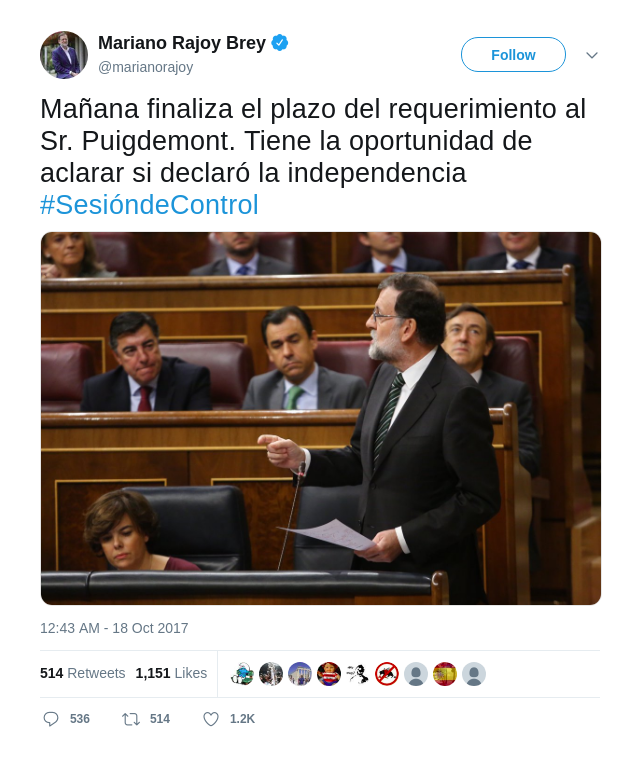 Mariano Rajoy Brey
@marianorajoy
Follow
Mañana finaliza el plazo del requerimiento al
Sr. Puigdemont. Tiene la oportunidad de
aclarar si declaró la independencia
#SesióndeControl
12:43 AM - 18 Oct 2017
514 Retweets 1,151 Likes
536 514 1.2K